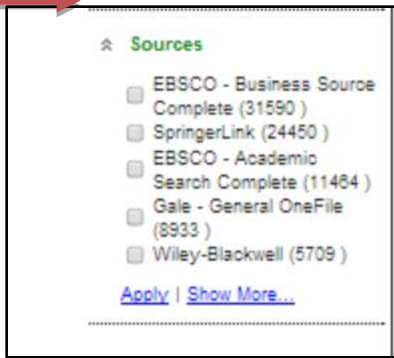 Sources
EBSCO - Business Source
Complete (31590 )
SpringerLink (24450 )
EBSCO - Academic
Search Complete (11464 )
Gale - General OneFile
(8933 )
Wiley-Blackwell (5709 )
Apply | Show More...